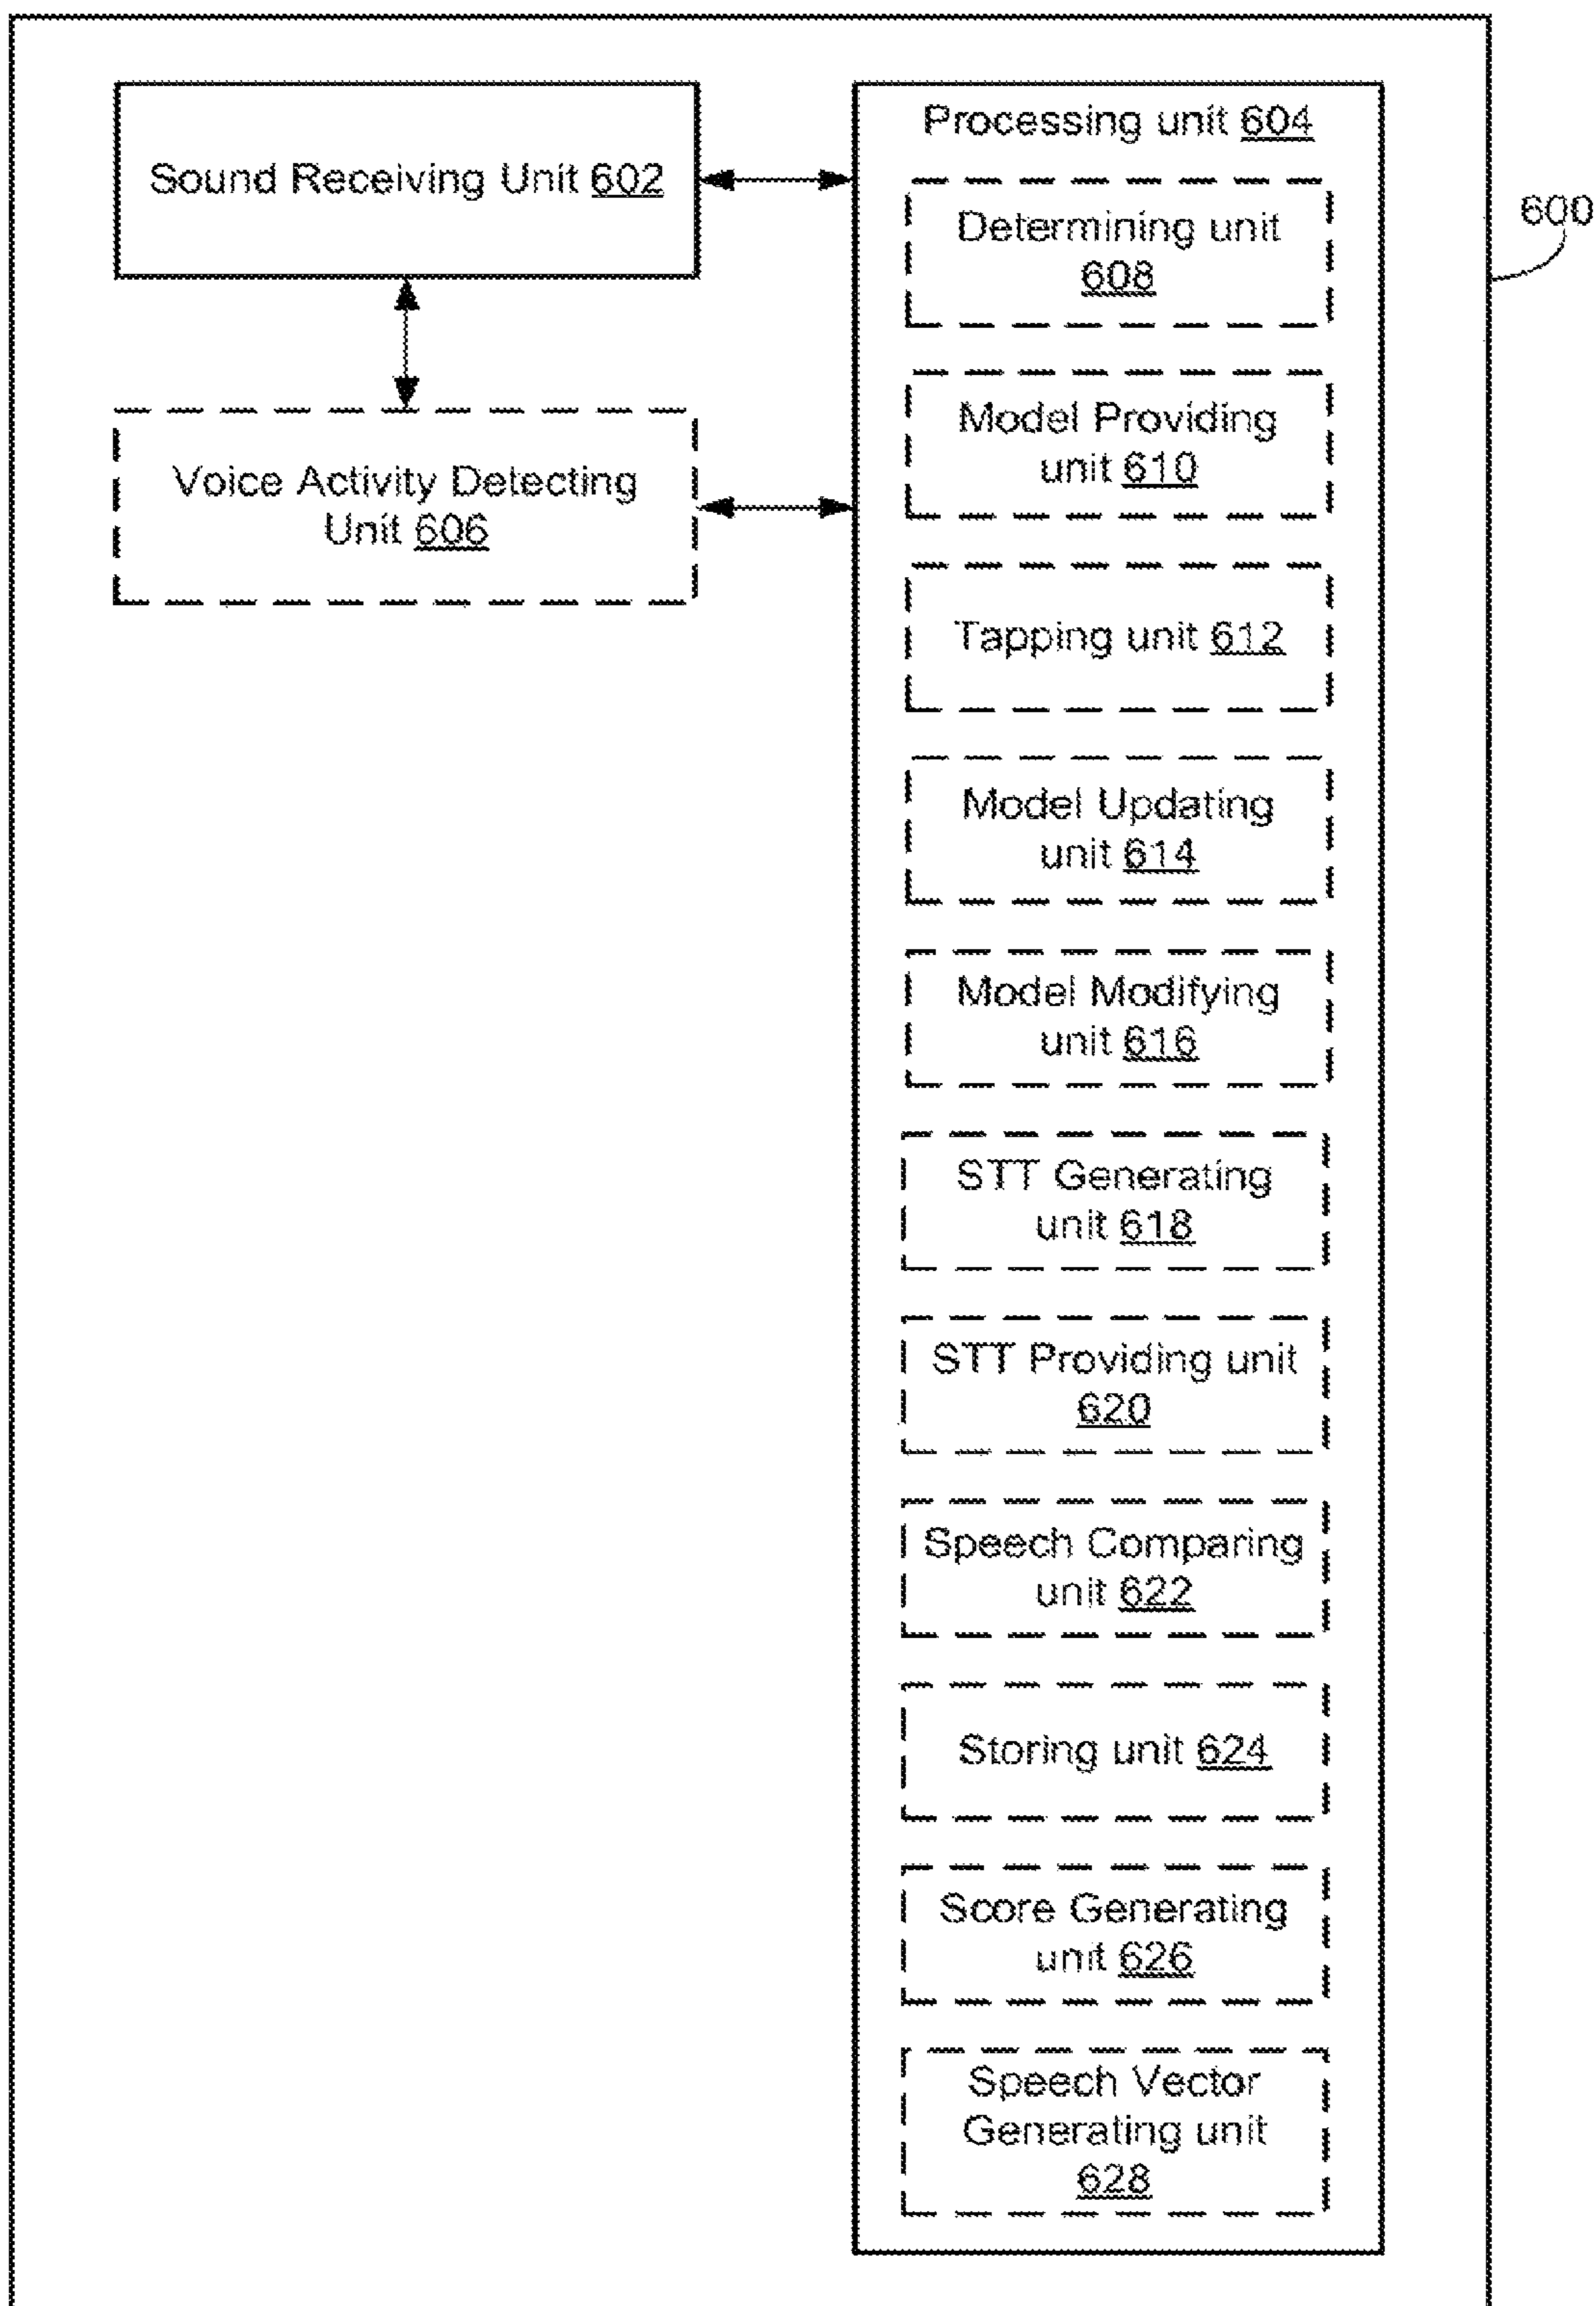 Sound Receiving Unit 602
Voice Activity Detecting
Unit 606
Processing unit 604
Determining unit
608
Model Providing
unit 610
Tapping unit 612
Model Updating
unit 614
Model Modifying
unit 616
STT Generating
unit 618
STT Providing unit
620
Speech Comparing
unit 622
Storing unit 624
Score Generating
unit 626
Speech Vector
Generating unit
628
600